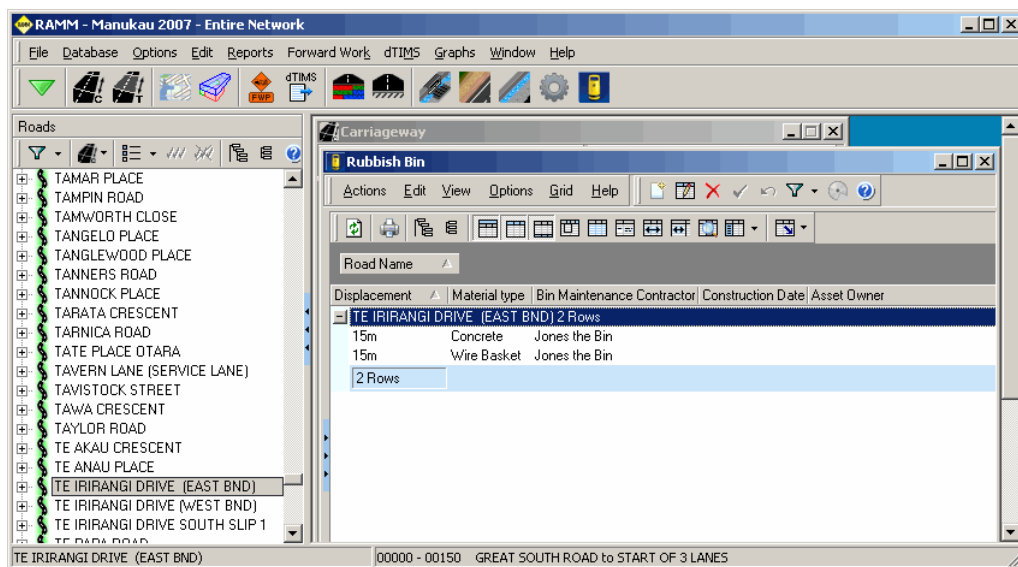 RAMM - Manukau 2007 - Entire Network
File Database Options Edit Reports Forward Work dTIMS Graphs Window Help
C T FWP dTIMS
Roads
TAMAR PLACE
TAMPIN ROAD
TAMWORTH CLOSE
TANGELO PLACE
TANGLEWOOD PLACE
TANNERS ROAD
TANNOCK PLACE
TARATA CRESCENT
TARNICA ROAD
TATE PLACE OTARA
TAVERN LANE (SERVICE LANE)
TAVISTOCK STREET
TAWA CRESCENT
TAYLOR ROAD
TE AKAU CRESCENT
TE ANAU PLACE
TE IRIRANGI DRIVE (EAST BND)
TE IRIRANGI DRIVE (WEST BND)
TE IRIRANGI DRIVE SOUTH SLIP 1
Carriageway
Rubbish Bin
Actions Edit View Options Grid Help
Road Name
Displacement Material type Bin Maintenance Contractor Construction Date Asset Owner
TE IRIRANGI DRIVE (EAST BND) 2 Rows
15m Concrete Jones the Bin
15m Wire Basket Jones the Bin
2 Rows
TE IRIRANGI DRIVE (EAST BND) 00000 - 00150 GREAT SOUTH ROAD to START OF 3 LANES